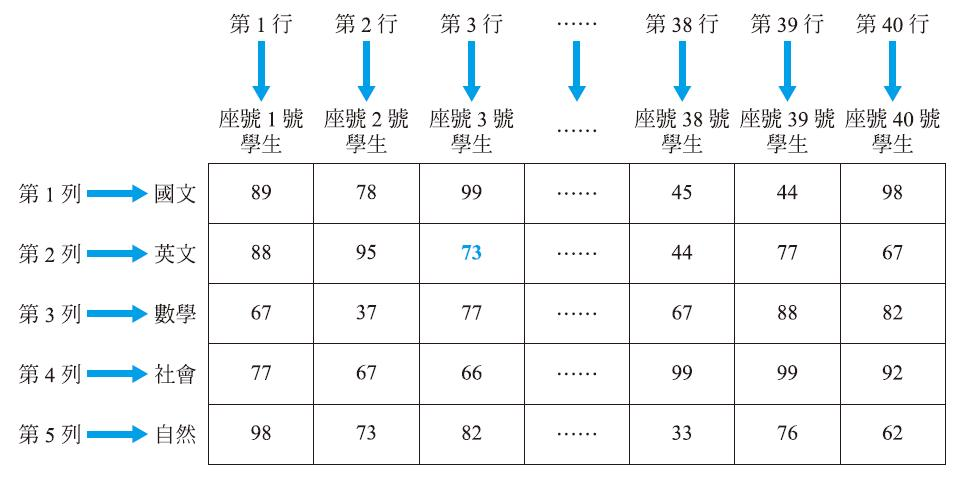 第 1 行 第 2 行 第 3 行 …… 第 38 行 第 39 行 第 40 行
座號 1 號 座號 2 號 座號 3 號 …… 座號 38 號 座號 39 號 座號 40 號
學生 學生 學生 學生 學生 學生
第 1 列 國文 89 78 99 …… 45 44 98
第 2 列 英文 88 95 73 …… 44 77 67
第 3 列 數學 67 37 77 …… 67 88 82
第 4 列 社會 77 67 66 …… 99 99 92
第 5 列 自然 98 73 82 …… 33 76 62